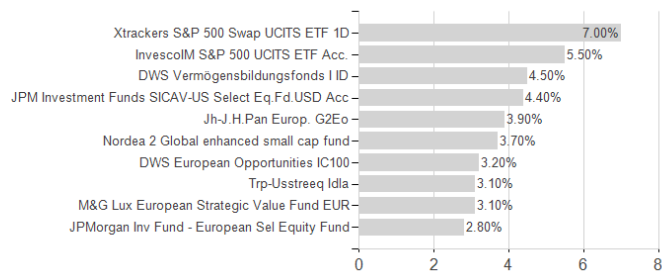 Xtrackers S&P 500 Swap UCITS ETF 1D 7.00%
InvescoIM S&P 500 UCITS ETF Acc. 5.50%
DWS Vermögensbildungsfonds I ID 4.50%
JPM Investment Funds SICAV-US Select Eq.Fd.USD Acc 4.40%
Jh-J.H.Pan Europ. G2Eo 3.90%
Nordea 2 Global enhanced small cap fund 3.70%
DWS European Opportunities IC100 3.20%
Trp-Usstreeq Idla 3.10%
M&G Lux European Strategic Value Fund EUR 3.10%
JPMorgan Inv Fund - European Sel Equity Fund 2.80%
0 2 4 6 8